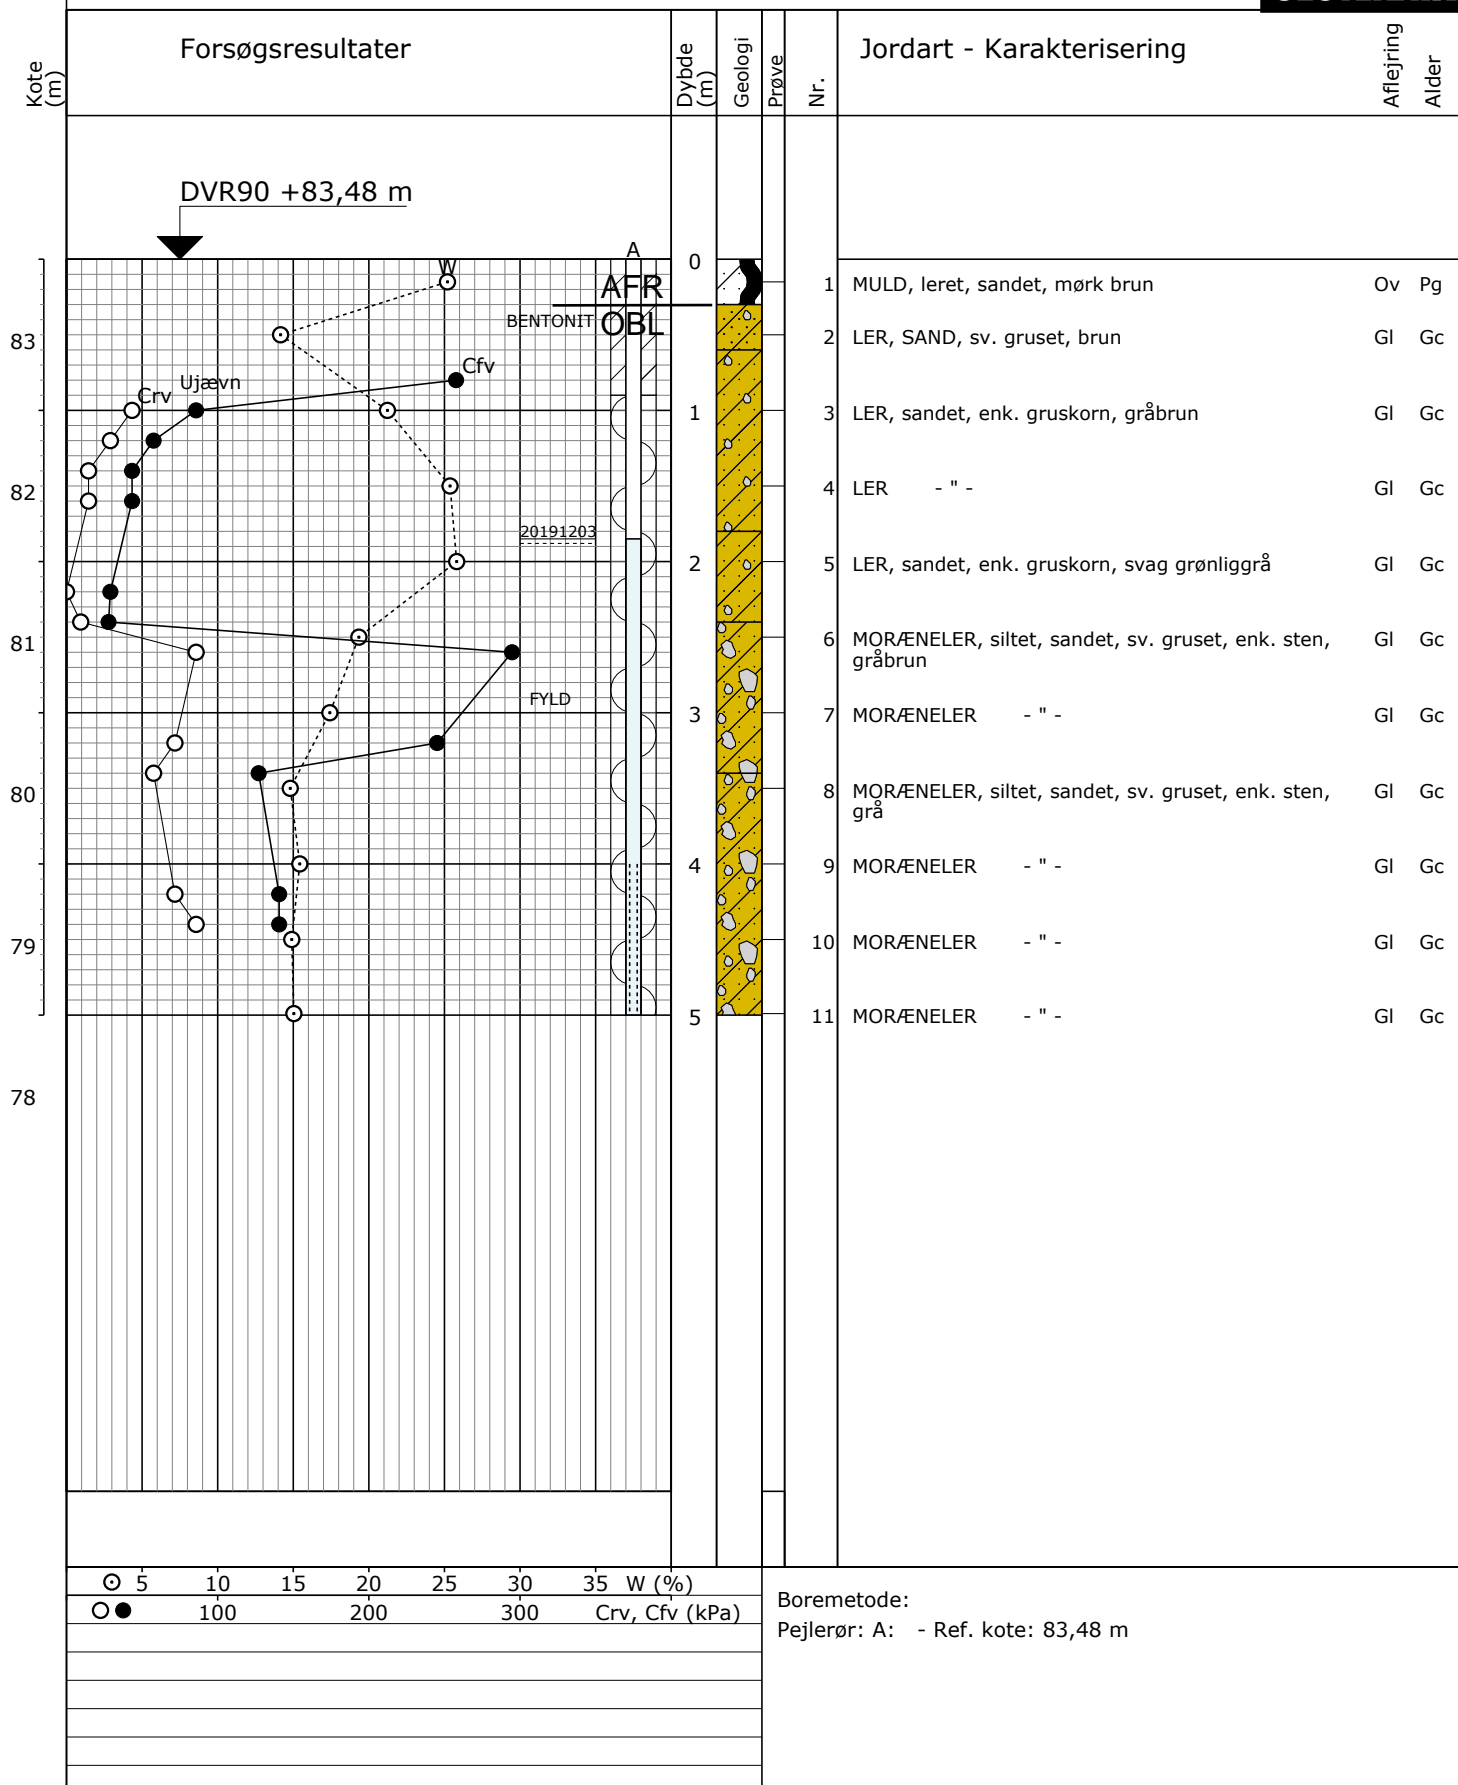 Kote (m)
Forsøgsresultater
Dybde (m)
Geologi
Prøve
Nr.
Jordart - Karakterisering
Aflejring
Alder
DVR90 +83,48 m
A
W
0
AFR
1 MULD, leret, sandet, mørk brun Ov Pg
BENTONIT OBL
83
2 LER, SAND, sv. gruset, brun Gl Gc
Cfv
Ujævn
Crv
1
3 LER, sandet, enk. gruskorn, gråbrun Gl Gc
82
4 LER - " - Gl Gc
20191203
2
5 LER, sandet, enk. gruskorn, svag grønliggrå Gl Gc
81
6 MORÆNELER, siltet, sandet, sv. gruset, enk. sten, Gl Gc
gråbrun
FYLD
3
7 MORÆNELER - " - Gl Gc
80
8 MORÆNELER, siltet, sandet, sv. gruset, enk. sten, Gl Gc
grå
4
9 MORÆNELER - " - Gl Gc
79
10 MORÆNELER - " - Gl Gc
5
11 MORÆNELER - " - Gl Gc
78
5 10 15 20 25 30 35 W (%)
100 200 300 Crv, Cfv (kPa)
Boremetode:
Pejlerør: A: - Ref. kote: 83,48 m